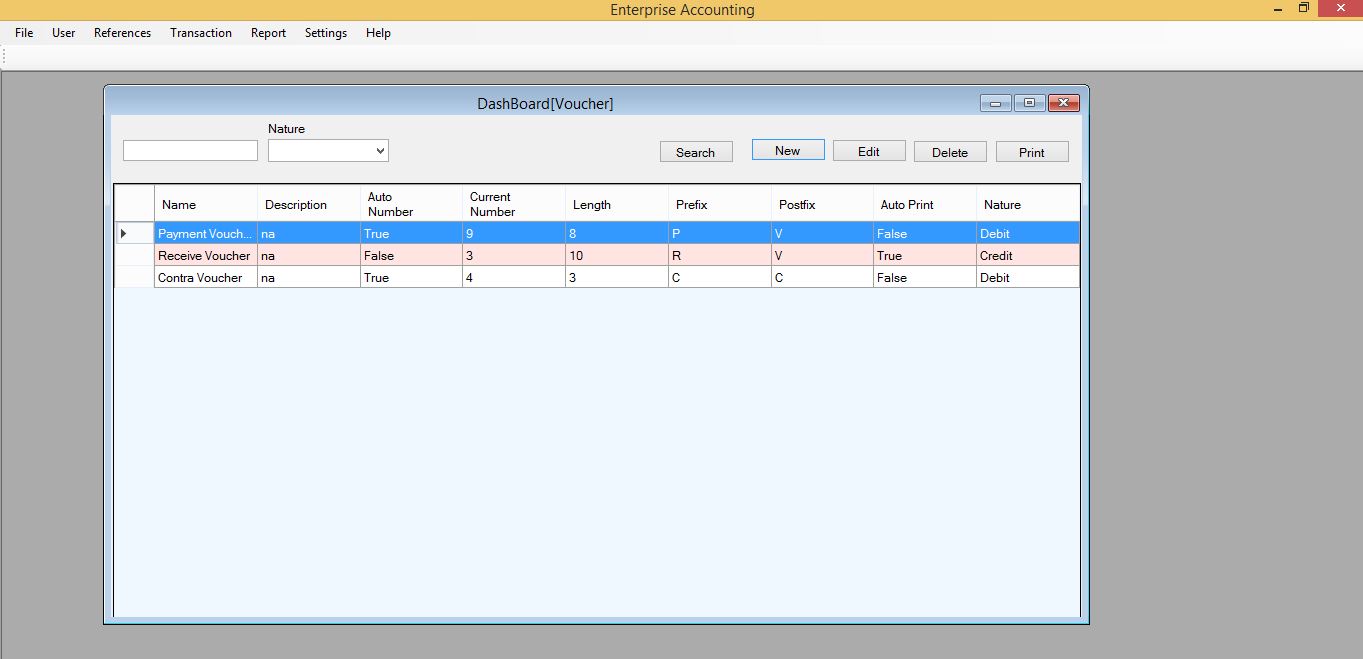 Enterprise Accounting
File User References Transaction Report Settings Help
DashBoard[Voucher]
Nature
Search New Edit Delete Print
Name Description Auto Number Current Number Length Prefix Postfix Auto Print Nature
Payment Vouch... na True 9 8 P V False Debit
Receive Voucher na False 3 10 R V True Credit
Contra Voucher na True 4 3 C C False Debit